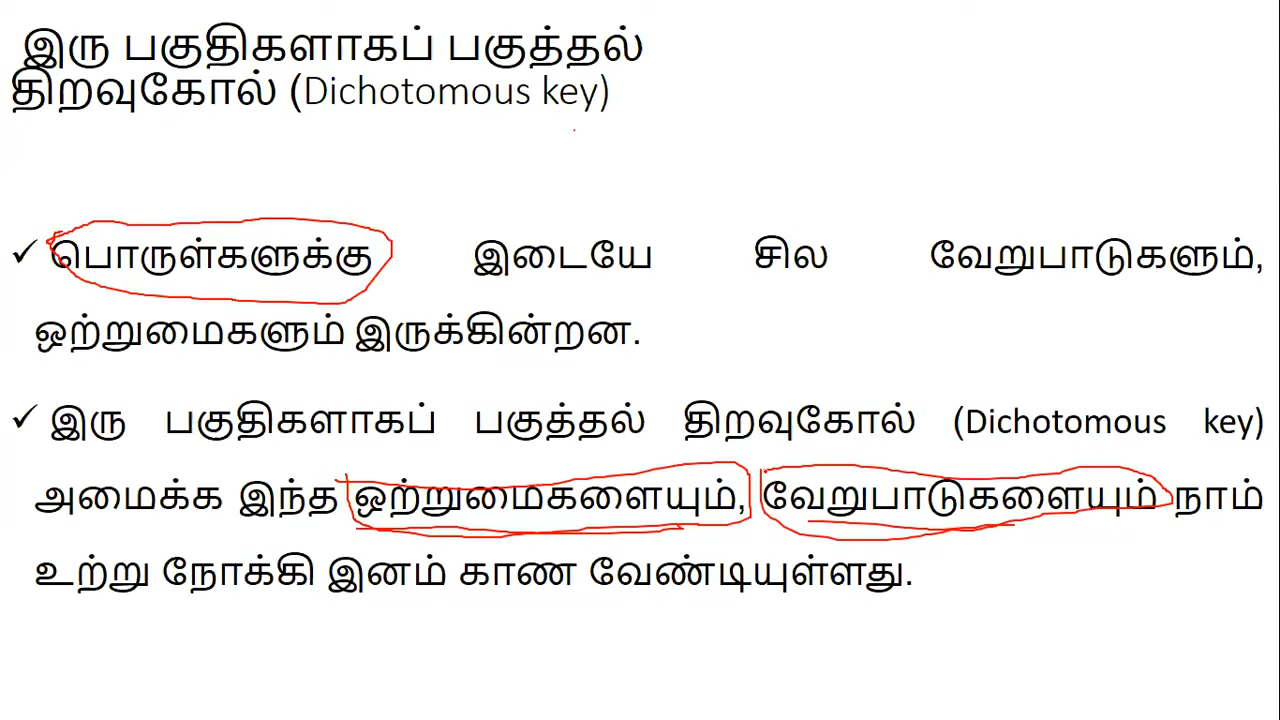 இரு பகுதிகளாகப் பகுத்தல்
திறவுகோல் (Dichotomous key)
✓ பொருள்களுக்கு இடையே சில வேறுபாடுகளும்,
ஒற்றுமைகளும் இருக்கின்றன.
✓ இரு பகுதிகளாகப் பகுத்தல் திறவுகோல் (Dichotomous key)
அமைக்க இந்த ஒற்றுமைகளையும், வேறுபாடுகளையும் நாம்
உற்று நோக்கி இனம் காண வேண்டியுள்ளது.